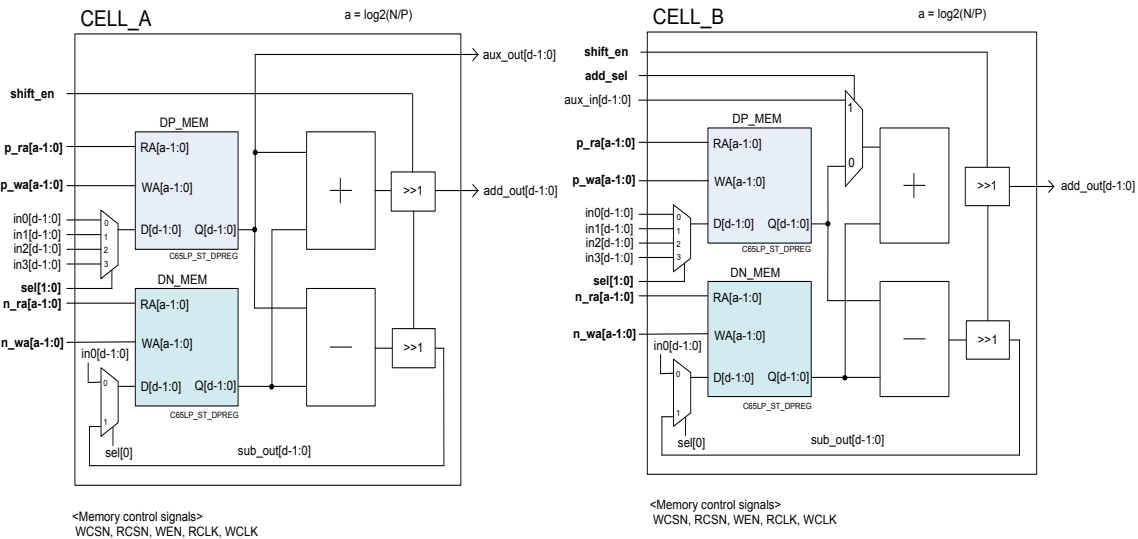 CELL_A
a = log2(N/P)
aux_out[d-1:0]
shift_en
DP_MEM
p_ra[a-1:0]
RA[a-1:0]
+
>>1
add_out[d-1:0]
p_wa[a-1:0]
WA[a-1:0]
in0[d-1:0]
in1[d-1:0]
in2[d-1:0]
in3[d-1:0]
0
1
2
3
D[d-1:0]
Q[d-1:0]
C65LP_ST_DPREG
sel[1:0]
DN_MEM
n_ra[a-1:0]
RA[a-1:0]
n_wa[a-1:0]
WA[a-1:0]
—
>>1
in0[d-1:0]
0
1
D[d-1:0]
Q[d-1:0]
C65LP_ST_DPREG
sel[0]
sub_out[d-1:0]
<Memory control signals>
WCSN, RCSN, WEN, RCLK, WCLK
CELL_B
a = log2(N/P)
shift_en
add_sel
aux_in[d-1:0]
1
0
DP_MEM
p_ra[a-1:0]
RA[a-1:0]
+
>>1
add_out[d-1:0]
p_wa[a-1:0]
WA[a-1:0]
in0[d-1:0]
in1[d-1:0]
in2[d-1:0]
in3[d-1:0]
0
1
2
3
D[d-1:0]
Q[d-1:0]
C65LP_ST_DPREG
sel[1:0]
DN_MEM
n_ra[a-1:0]
RA[a-1:0]
n_wa[a-1:0]
WA[a-1:0]
—
>>1
in0[d-1:0]
0
1
D[d-1:0]
Q[d-1:0]
C65LP_ST_DPREG
sel[0]
sub_out[d-1:0]
<Memory control signals>
WCSN, RCSN, WEN, RCLK, WCLK